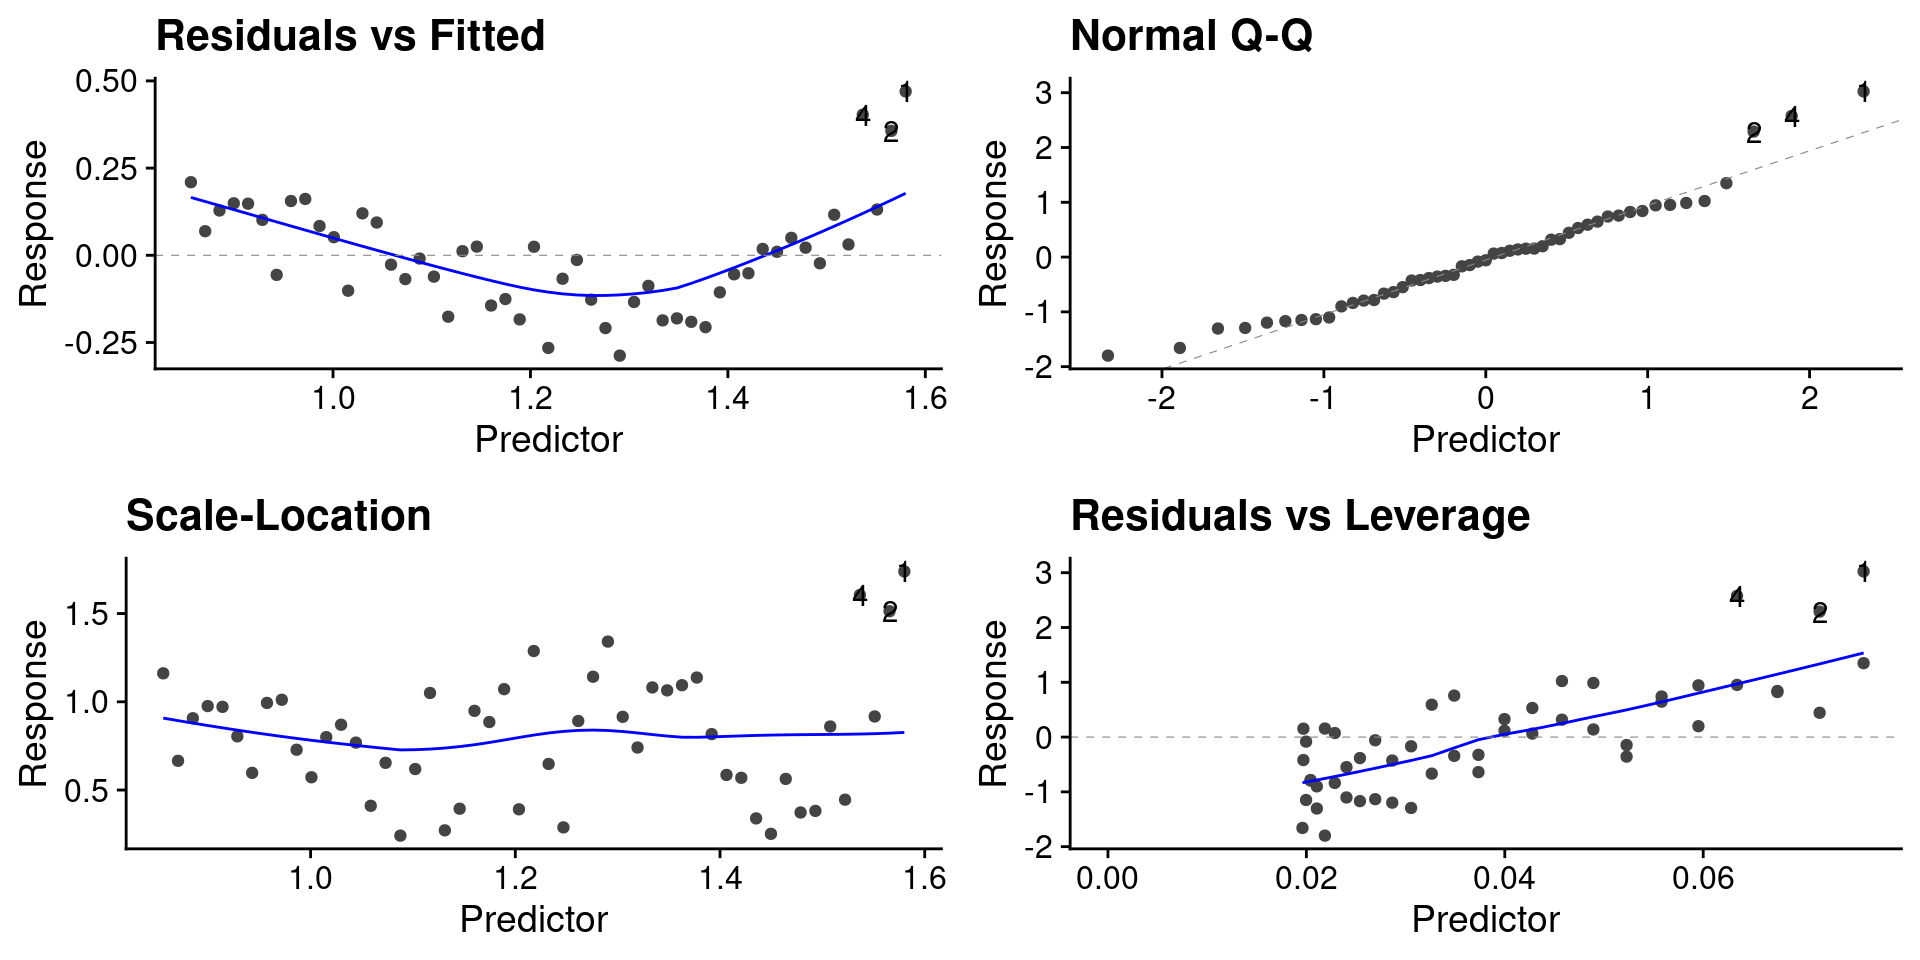 Residuals vs Fitted
0.50
0.25
0.00
-0.25
Response
1
4
2
1.0 1.2 1.4 1.6
Predictor
Normal Q-Q
3
2
1
0
-1
-2
Response
1
4
2
-2 -1 0 1 2
Predictor
Scale-Location
1.5
1.0
0.5
Response
1
4
2
1.0 1.2 1.4 1.6
Predictor
Residuals vs Leverage
3
2
1
0
-1
-2
Response
1
4
2
0.00 0.02 0.04 0.06
Predictor